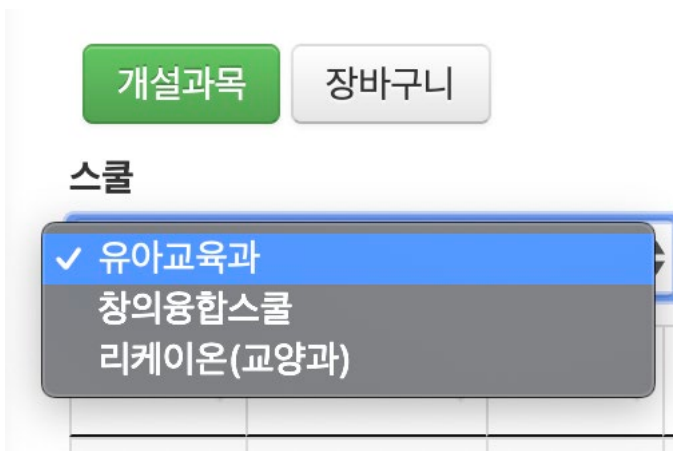 개설과목 장바구니
스쿨
✓ 유아교육과
창의융합스쿨
리케이온(교양과)